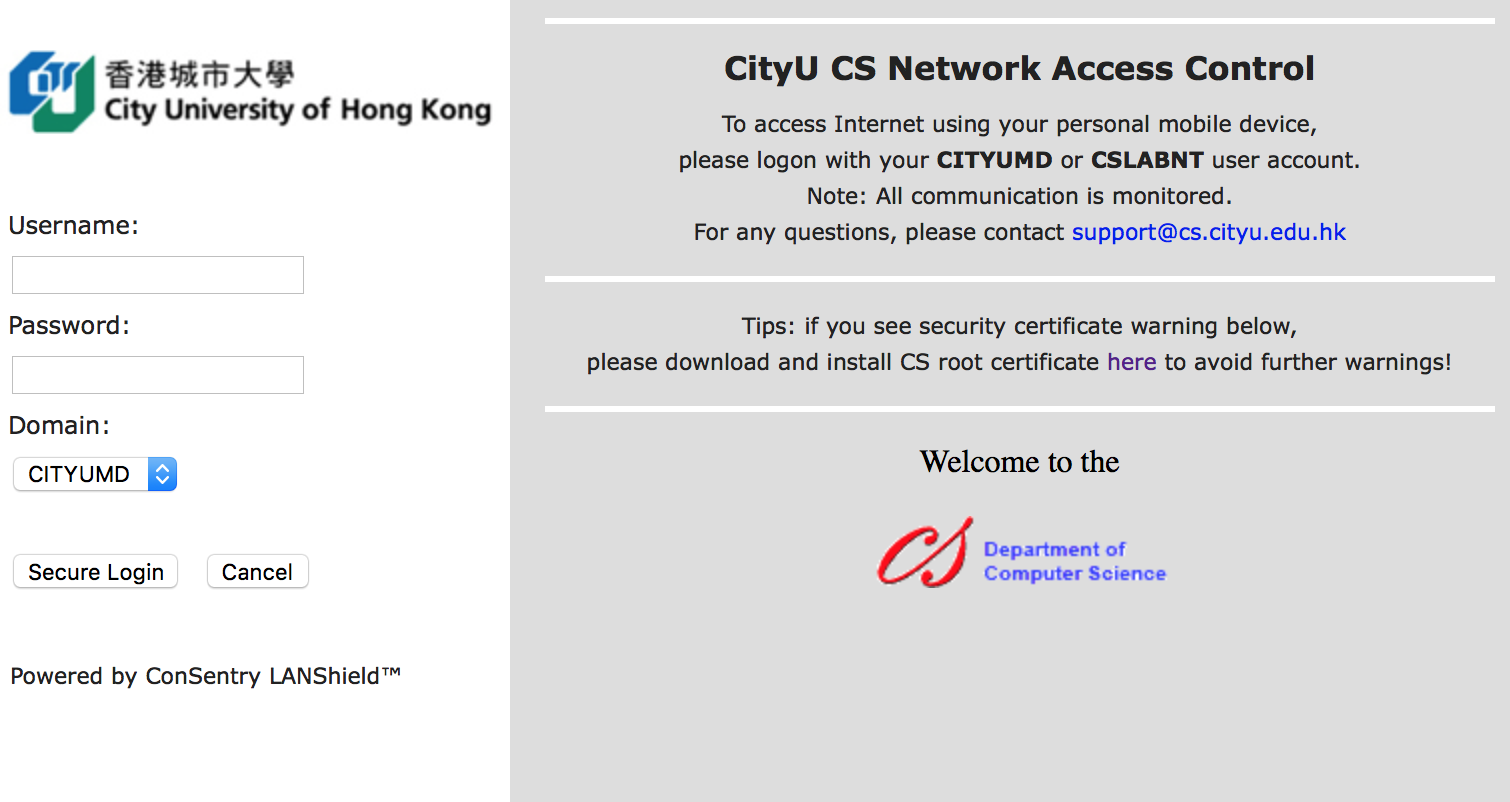 香港城市大學
City University of Hong Kong
Username:
Password:
Domain:
CITYUMD
Secure Login
Cancel
Powered by ConSentry LANShield™
CityU CS Network Access Control
To access Internet using your personal mobile device,
please logon with your CITYUMD or CSLABNT user account.
Note: All communication is monitored.
For any questions, please contact support@cs.cityu.edu.hk
Tips: if you see security certificate warning below,
please download and install CS root certificate here to avoid further warnings!
Welcome to the
CS
Department of
Computer Science